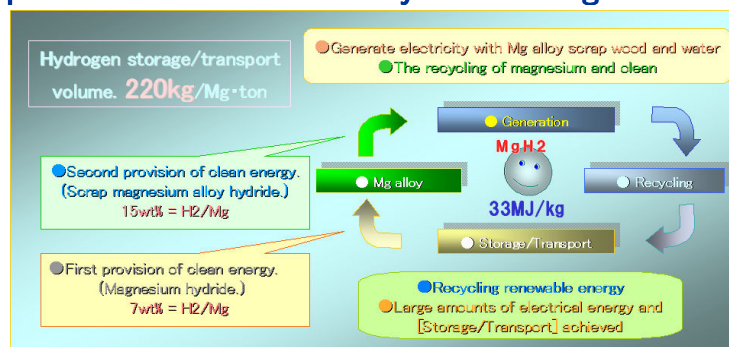 Hydrogen storage/transport
volume. 220kg/Mg·ton
●Generate electricity with Mg alloy scrap wood and water
●The recycling of magnesium and clean
●Generation
MgH2
●Second provision of clean energy.
(Scrap magnesium alloy hydride.)
15wt% = H2/Mg
●Mg alloy
●Recycling
33MJ/kg
●Storage/Transport
●First provision of clean energy.
(Magnesium hydride.)
7wt% = H2/Mg
●Recycling renewable energy
●Large amounts of electrical energy and
[Storage/Transport] achieved